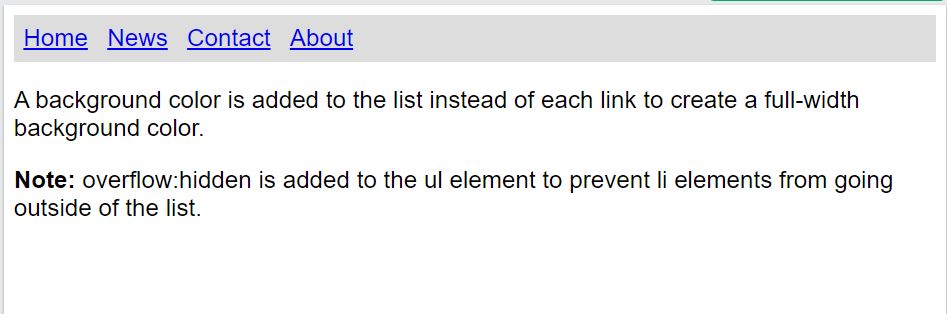 Home News Contact About
A background color is added to the list instead of each link to create a full-width
background color.
Note: overflow:hidden is added to the ul element to prevent li elements from going
outside of the list.